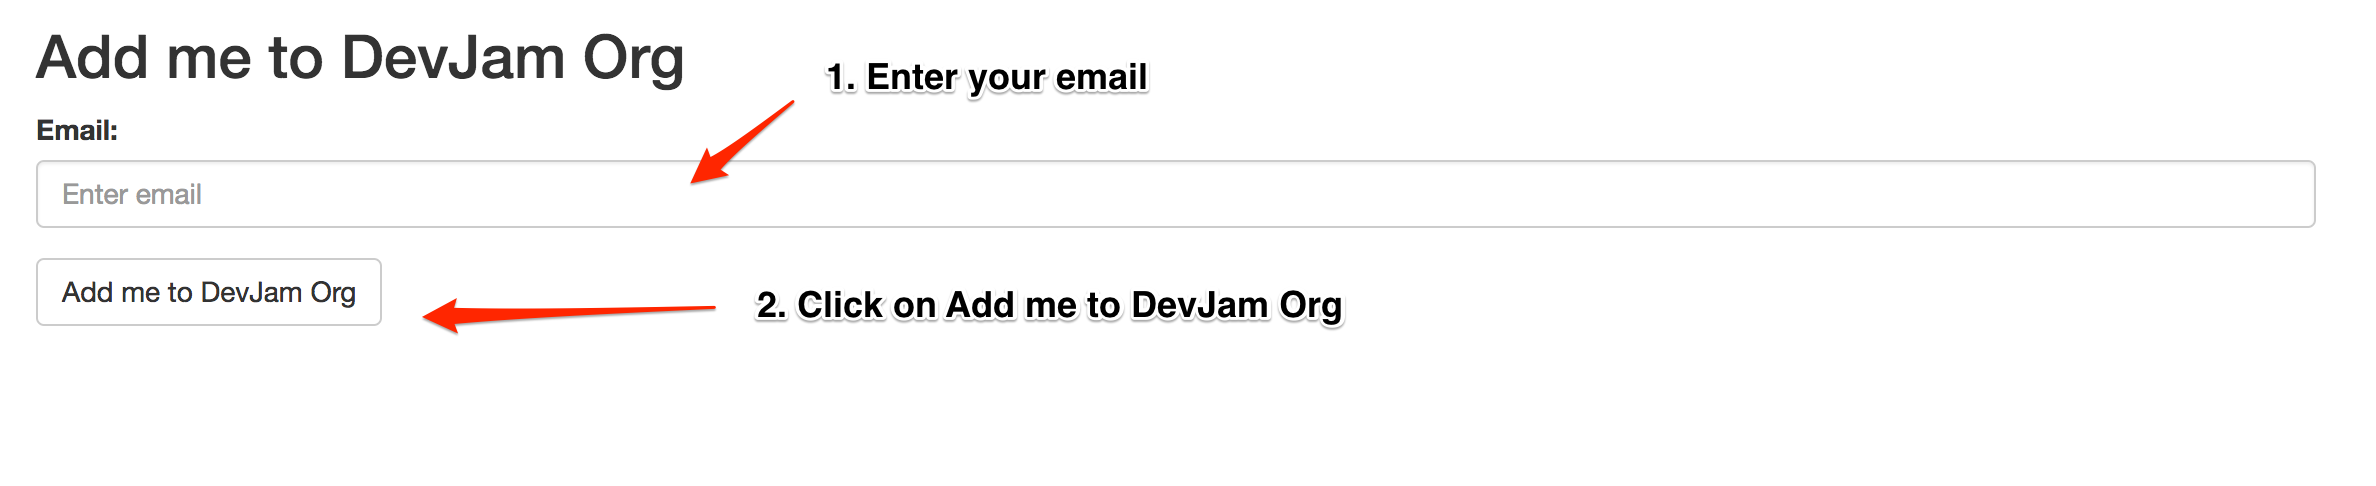 Add me to DevJam Org
1. Enter your email
Email:
Enter email
Add me to DevJam Org
2. Click on Add me to DevJam Org